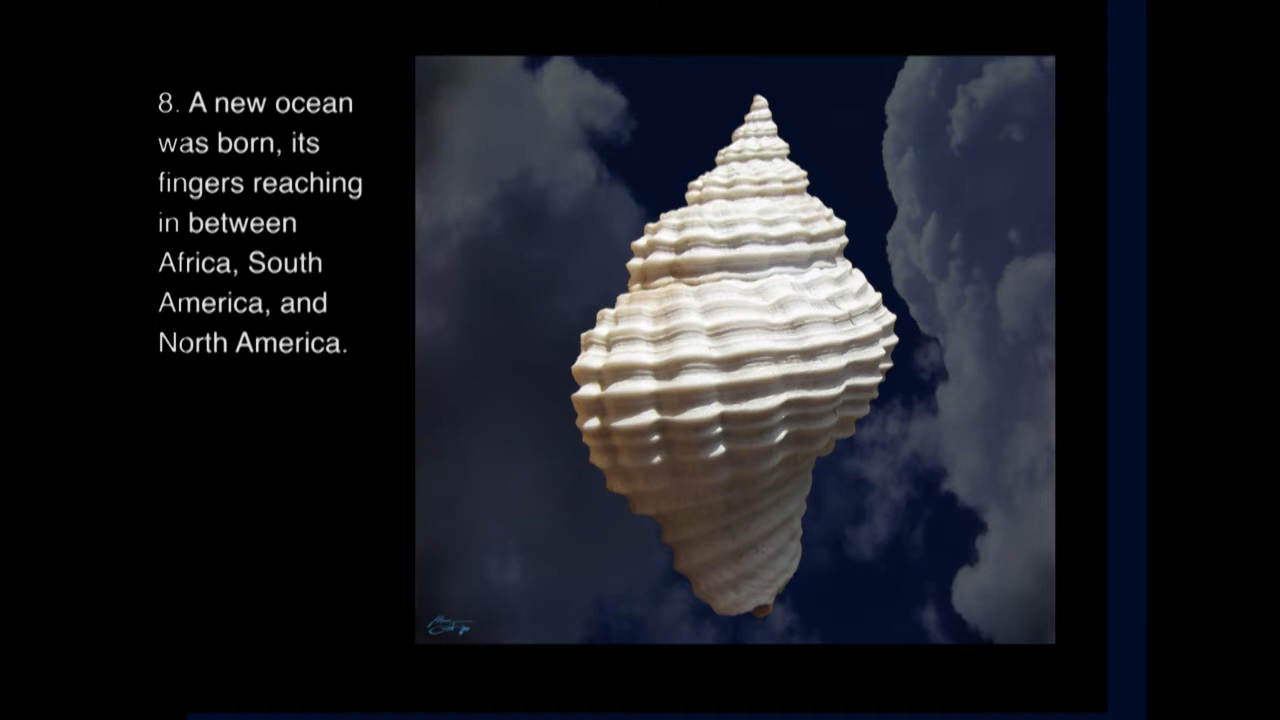 8. A new ocean
was born, its
fingers reaching
in between
Africa, South
America, and
North America.